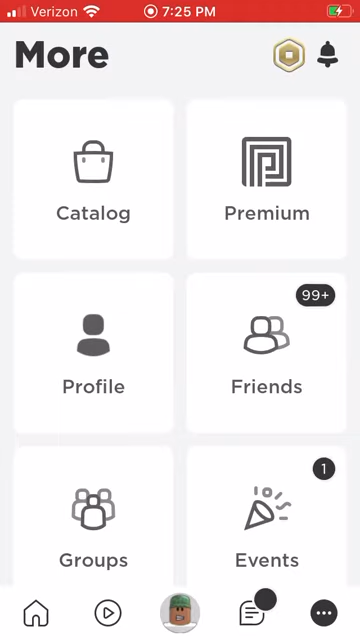 Verizon 7:25 PM
More
Catalog
Premium
99+
Profile
Friends
1
Groups
Events